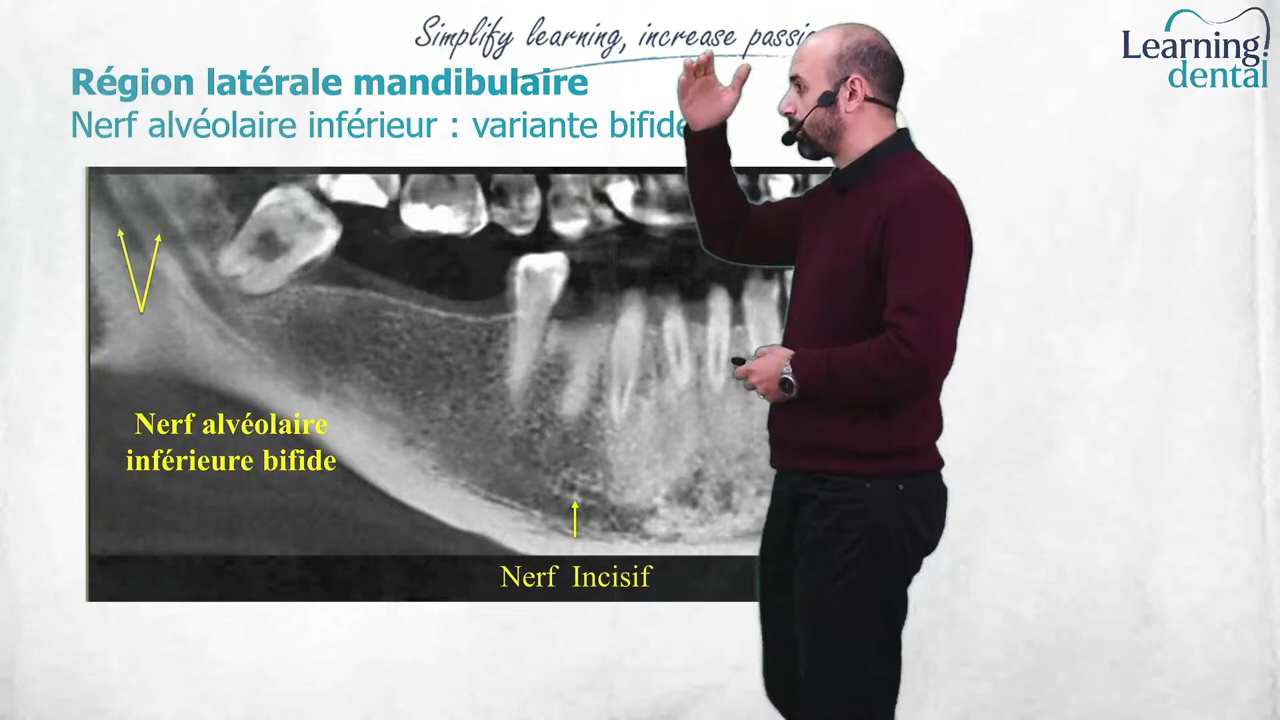 Simplify learning, increase
Learning!
dental
Région latérale mandibulaire
Nerf alvéolaire inférieur : variante bifide
Nerf alvéolaire
inférieure bifide
Nerf Incisif